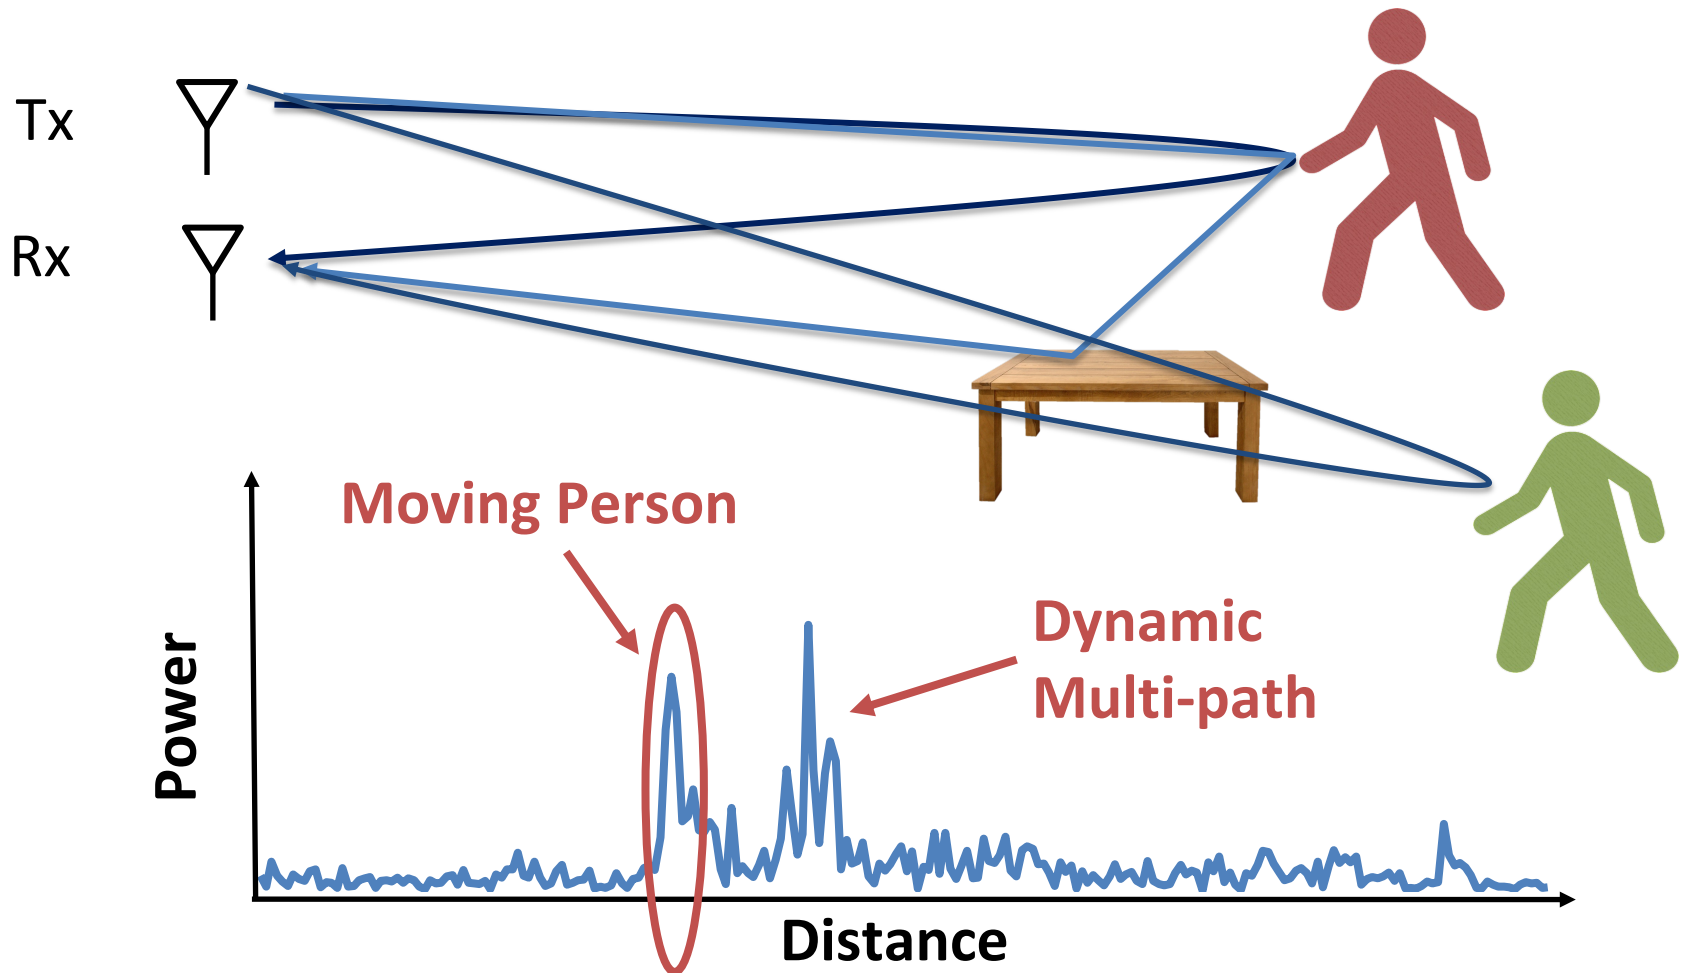 Tx
Rx
Moving Person
Dynamic
Multi-path
Power
Distance